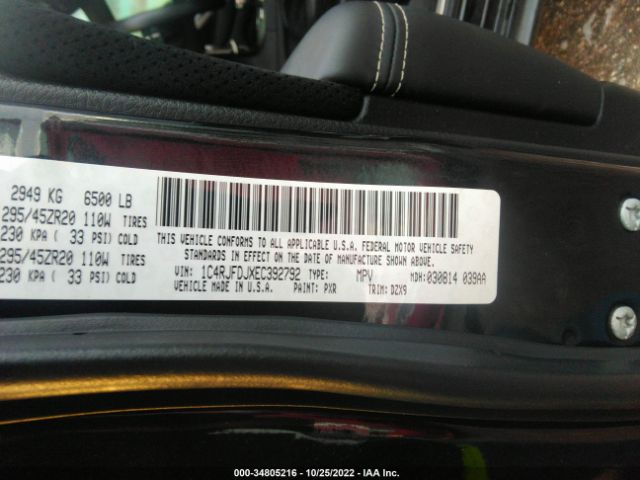 2949 KG 6500 LB
295/45ZR20 110W TIRES
230 KPA ( 33 PSI) COLD
295/45ZR20 110W TIRES
230 KPA ( 33 PSI) COLD
THIS VEHICLE CONFORMS TO ALL APPLICABLE U.S.A. FEDERAL MOTOR VEHICLE SAFETY
STANDARDS IN EFFECT ON THE DATE OF MANUFACTURE SHOWN ABOVE.
VIN: 1C4RJFDJXEC392792 TYPE: MPV MDH: 030814 039AA
VEHICLE MADE IN U.S.A. PAINT: PXR TRIM: DZX9
000-34805216 - 10/25/2022 - IAA Inc.